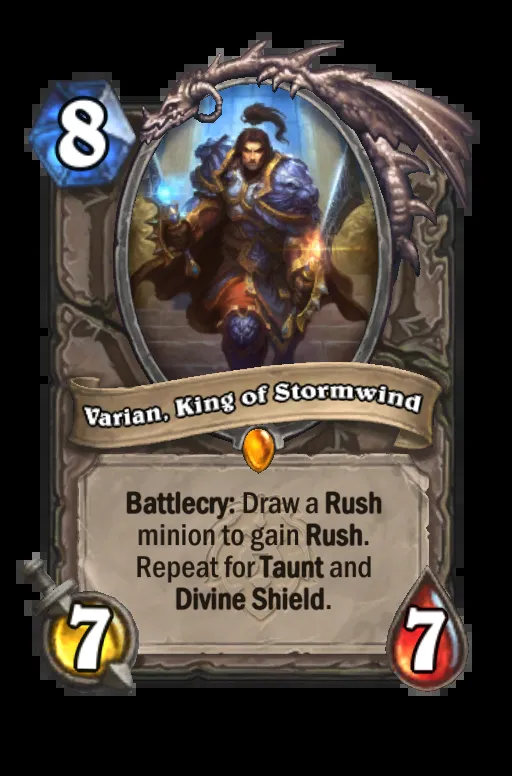 8
Varian, King of Stormwind
Battlecry: Draw a Rush
minion to gain Rush.
Repeat for Taunt and
Divine Shield.
7
7